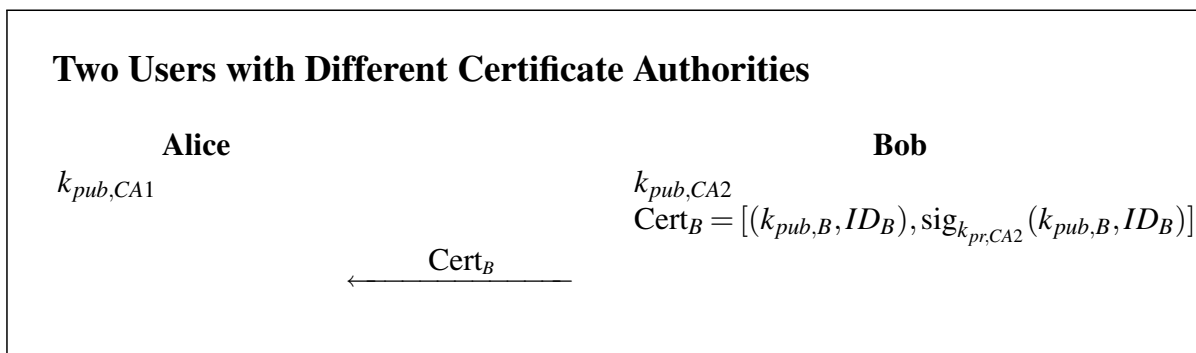 Two Users with Different Certificate Authorities
Alice Bob
k_{pub,CA1} k_{pub,CA2}
Cert_B = [(k_{pub,B}, ID_B), sig_{k_{pr,CA2}}(k_{pub,B}, ID_B)]
Cert_B